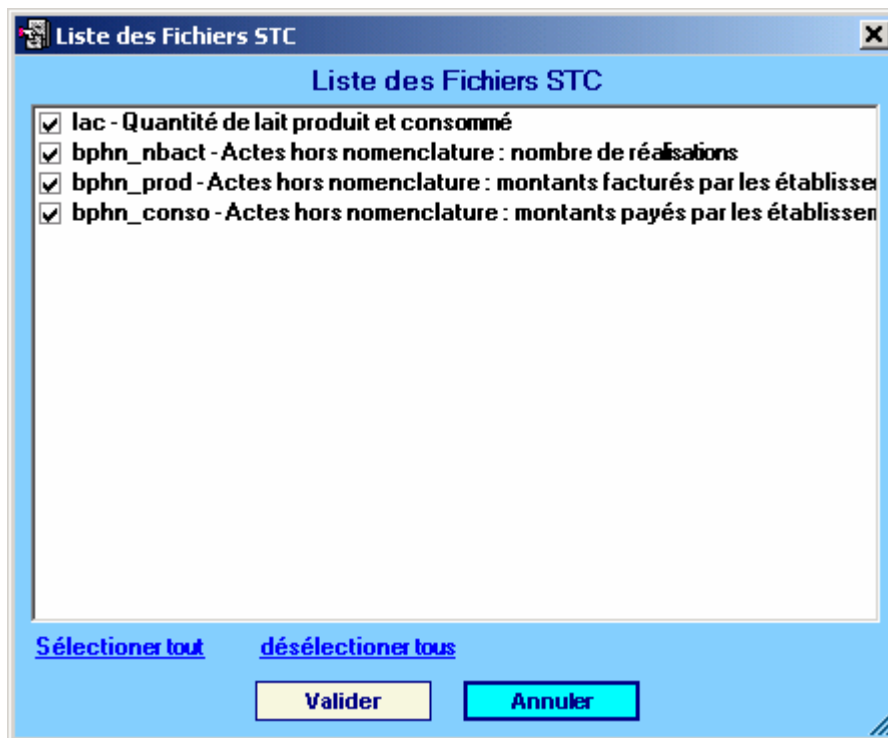 Liste des Fichiers STC
Liste des Fichiers STC
lac - Quantité de lait produit et consommé
bphn_nbact - Actes hors nomenclature : nombre de réalisations
bphn_prod - Actes hors nomenclature : montants facturés par les établisse
bphn_conso - Actes hors nomenclature : montants payés par les établissem
Sélectioner tout désélectioner tous
Valider Annuler